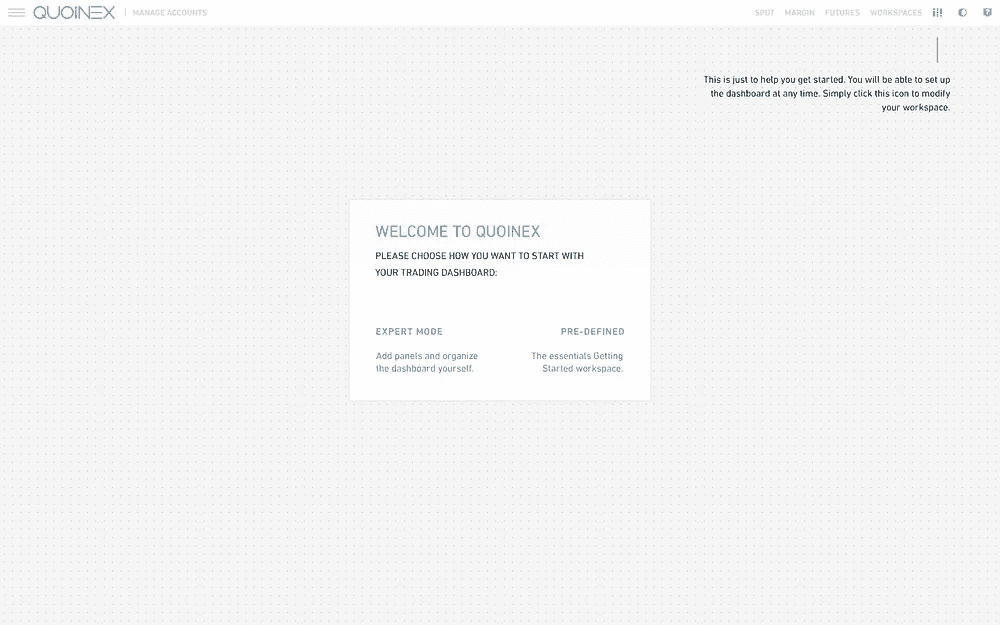 QUOINEX
MANAGE ACCOUNTS
SPOT
MARGIN
FUTURES
WORKSPACES
This is just to help you get started. You will be able to set up
the dashboard at any time. Simply click this icon to modify
your workspace.
WELCOME TO QUOINEX
PLEASE CHOOSE HOW YOU WANT TO START WITH
YOUR TRADING DASHBOARD:
EXPERT MODE
Add panels and organize
the dashboard yourself.
PRE-DEFINED
The essentials Getting
Started workspace.